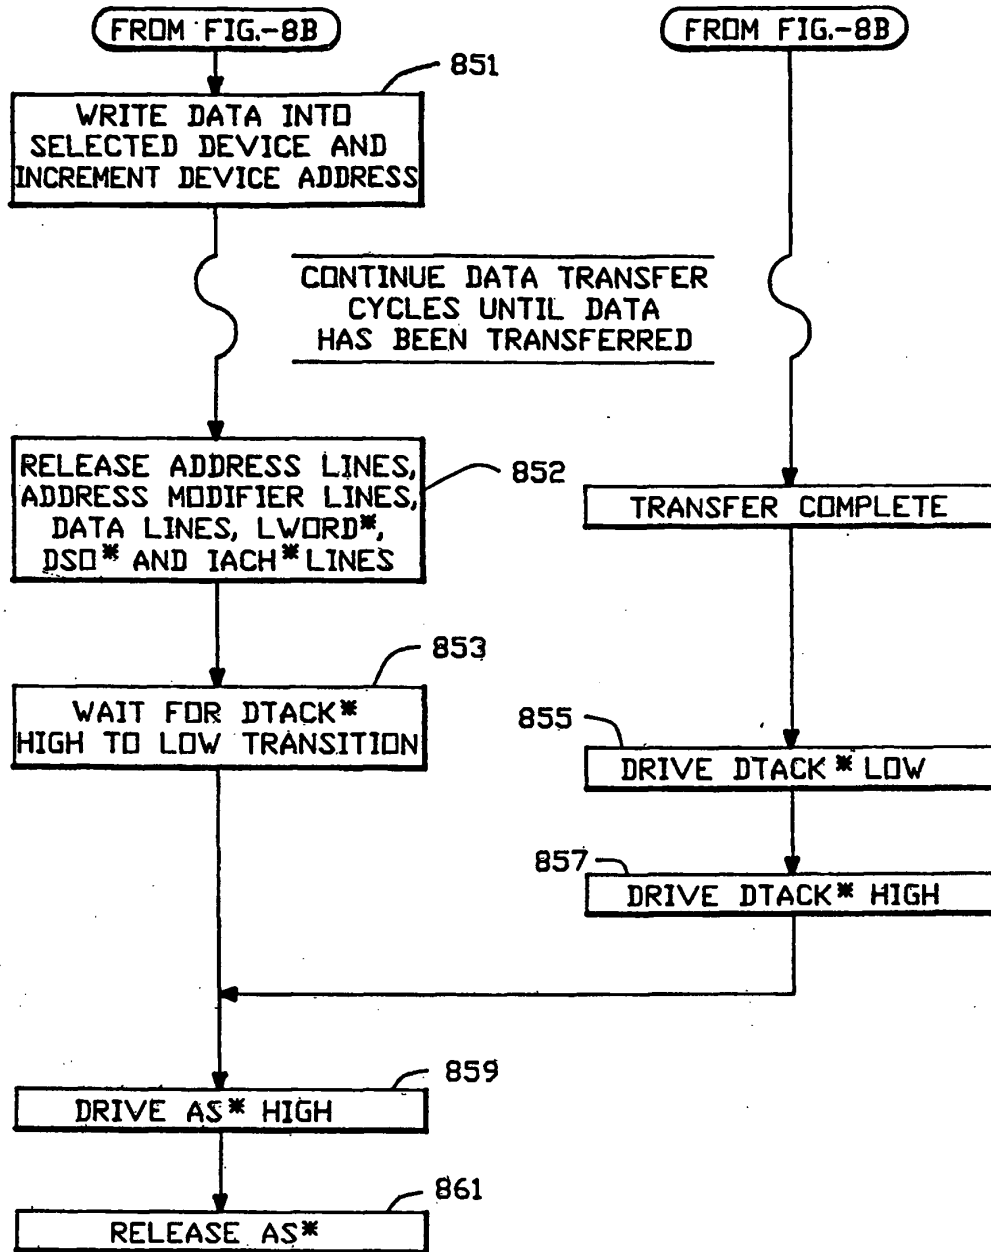 FROM FIG.-8B
FROM FIG.-8B
851
WRITE DATA INTO
SELECTED DEVICE AND
INCREMENT DEVICE ADDRESS
CONTINUE DATA TRANSFER
CYCLES UNTIL DATA
HAS BEEN TRANSFERRED
RELEASE ADDRESS LINES,
ADDRESS MODIFIER LINES,
DATA LINES, LWORD*,
DSO* AND IACH* LINES
852
TRANSFER COMPLETE
853
WAIT FOR DTACK*
HIGH TO LOW TRANSITION
855
DRIVE DTACK* LOW
857
DRIVE DTACK* HIGH
859
DRIVE AS* HIGH
861
RELEASE AS*